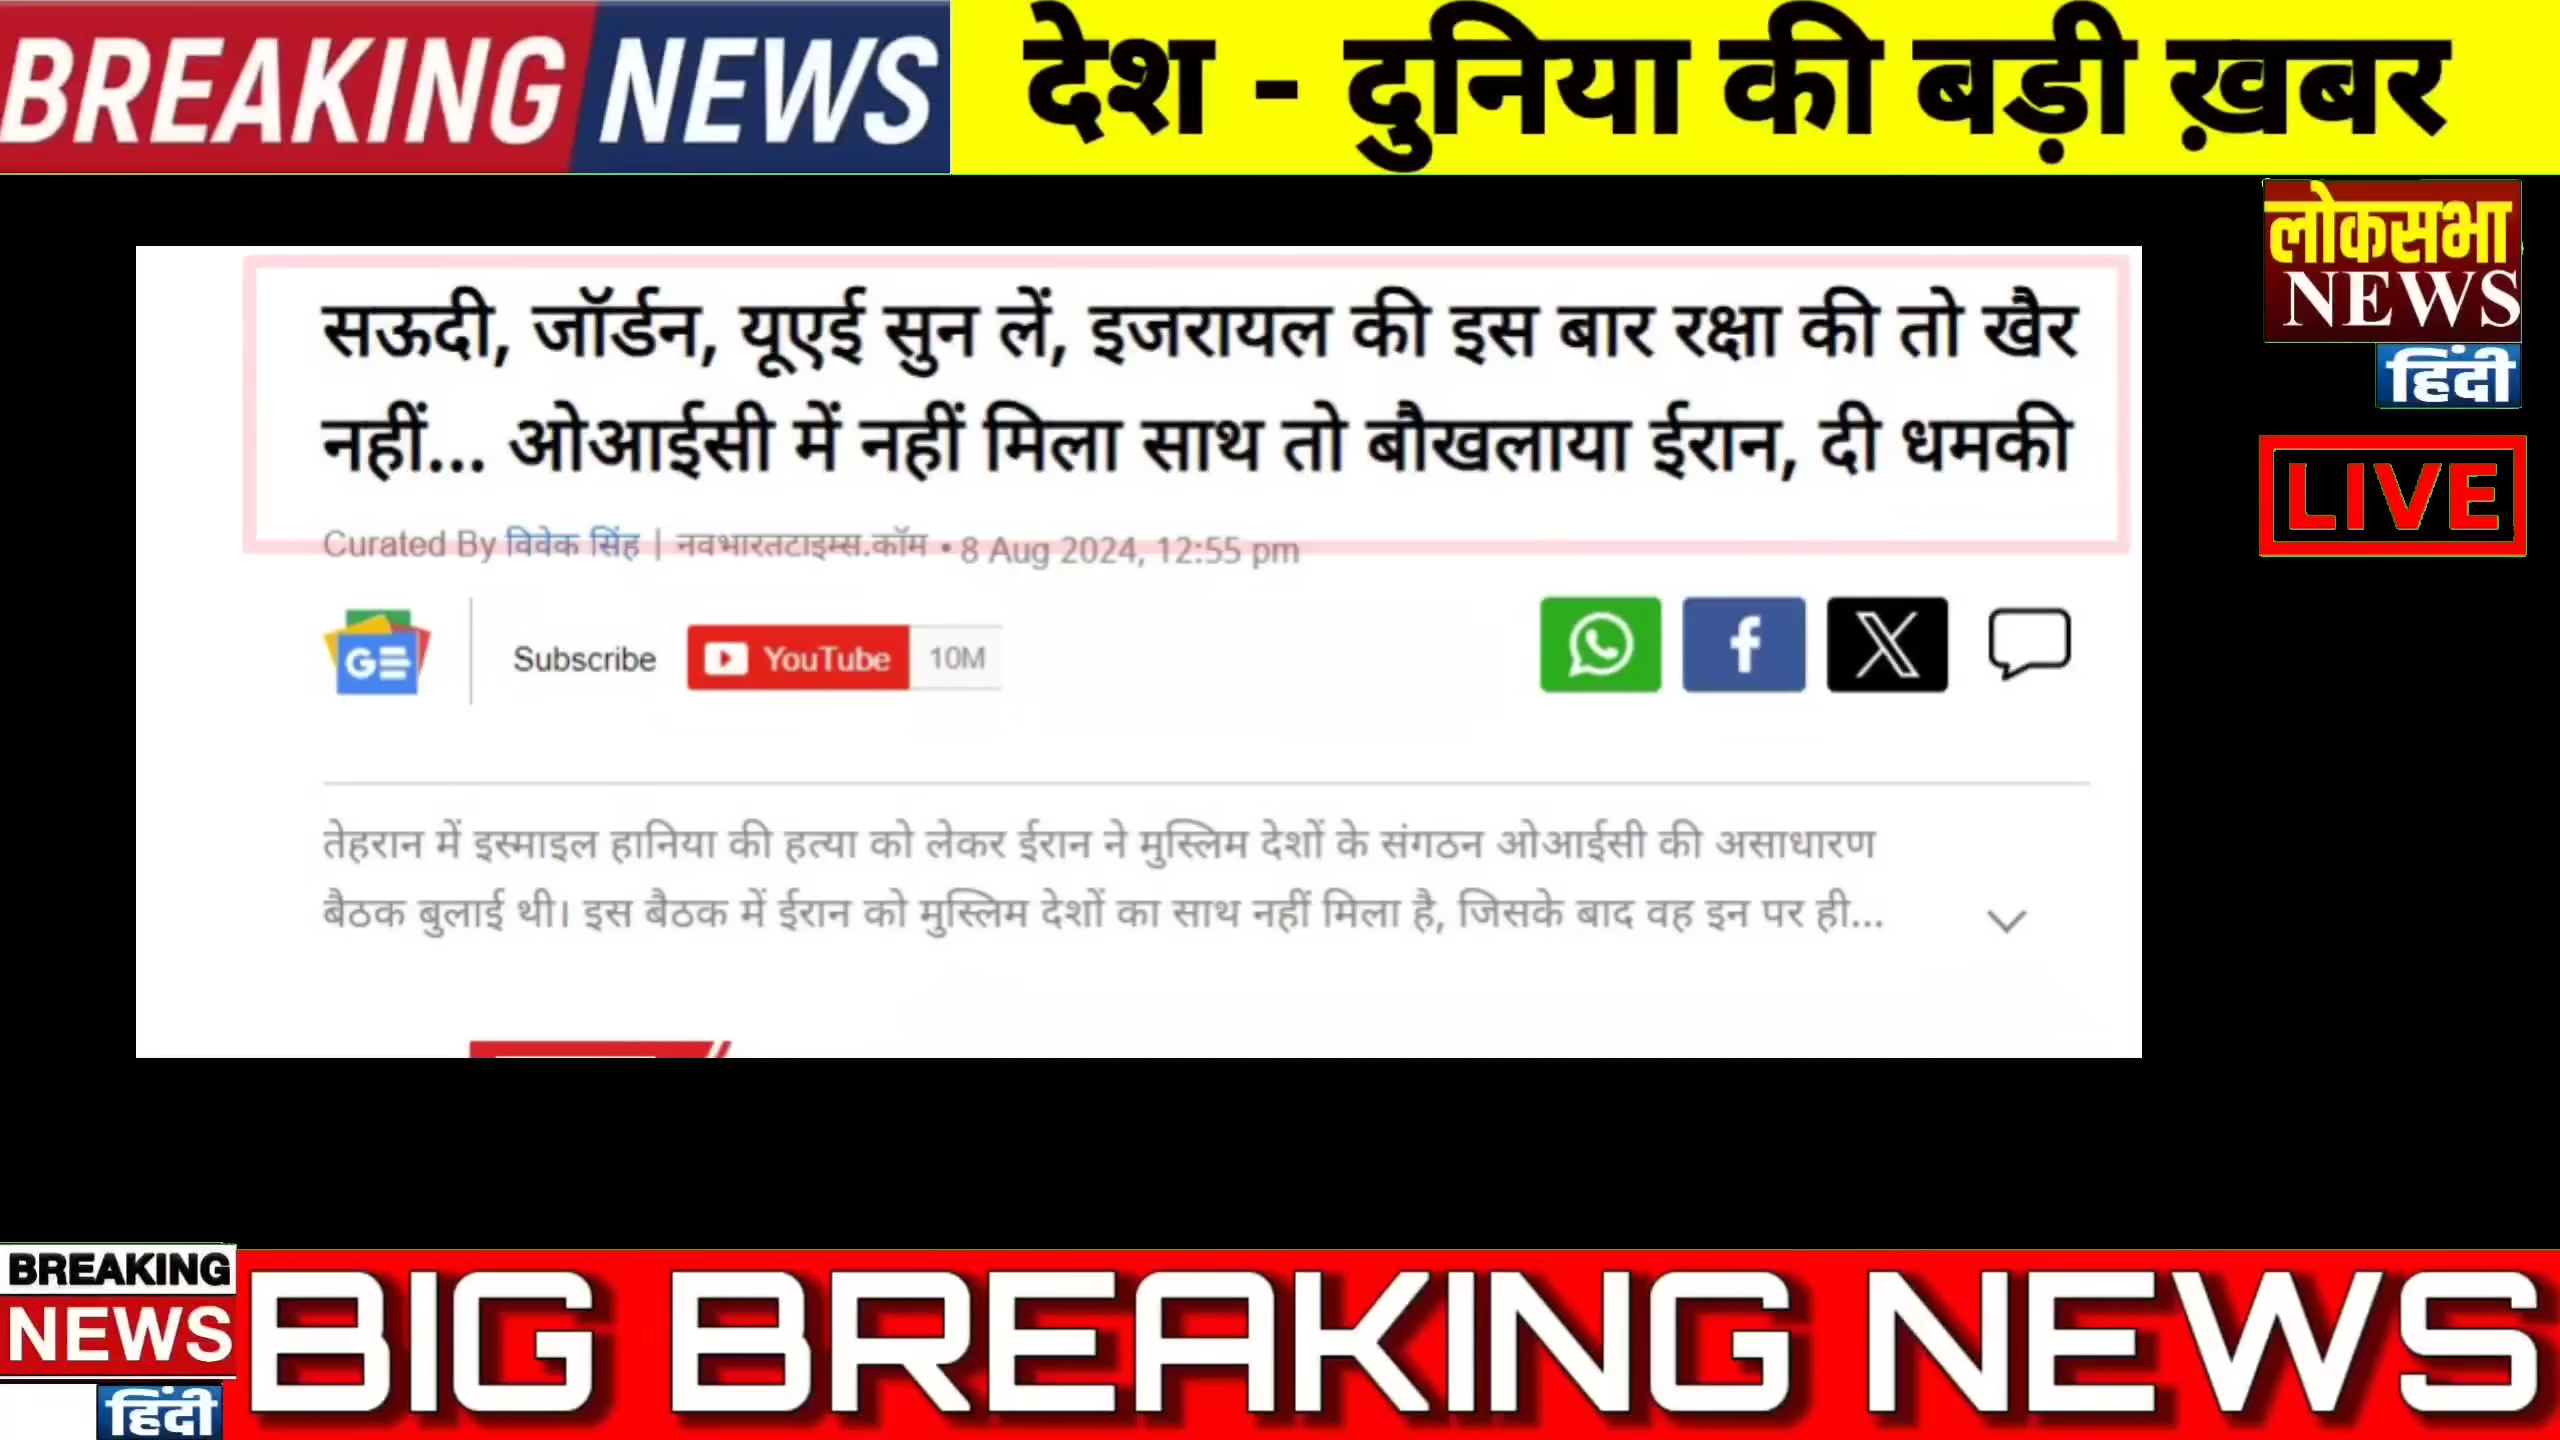 BREAKING NEWS देश - दुनिया की बड़ी ख़बर
लोकसभा
NEWS
हिंदी
LIVE
सऊदी, जॉर्डन, यूएई सुन लें, इजरायल की इस बार रक्षा की तो खैर
नहीं... ओआईसी में नहीं मिला साथ तो बौखलाया ईरान, दी धमकी
Curated By विवेक सिंह | नवभारतटाइम्स.कॉम • 8 Aug 2024, 12:55 pm
GE Subscribe YouTube 10M
तेहरान में इस्माइल हानिया की हत्या को लेकर ईरान ने मुस्लिम देशों के संगठन ओआईसी की असाधारण
बैठक बुलाई थी। इस बैठक में ईरान को मुस्लिम देशों का साथ नहीं मिला है, जिसके बाद वह इन पर ही...
BREAKING
NEWS
हिंदी
BIG BREAKING NEWS